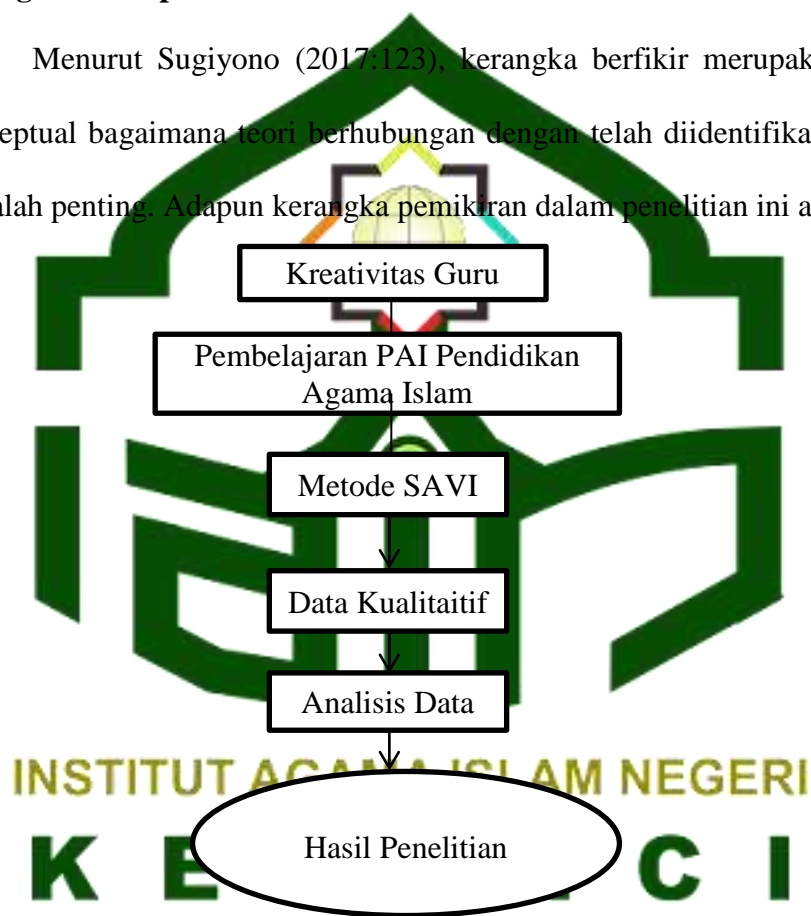 Menurut Sugiyono (2017:123), kerangka berfikir merupak
eptual bagaimana teori berhubungan dengan telah diidentifika
alah penting. Adapun kerangka pemikiran dalam penelitian ini a
Kreativitas Guru
Pembelajaran PAI Pendidikan
Agama Islam
Metode SAVI
Data Kualitaitif
Analisis Data
INSTITUT AGAMA ISLAM NEGERI
Hasil Penelitian
K E C I